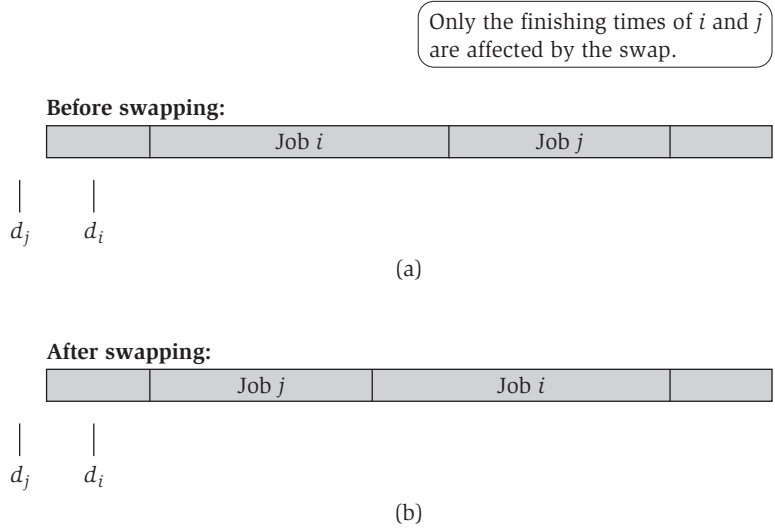 Only the finishing times of i and j
are affected by the swap.
Before swapping:
Job i Job j
d_j d_i
(a)
After swapping:
Job j Job i
d_j d_i
(b)